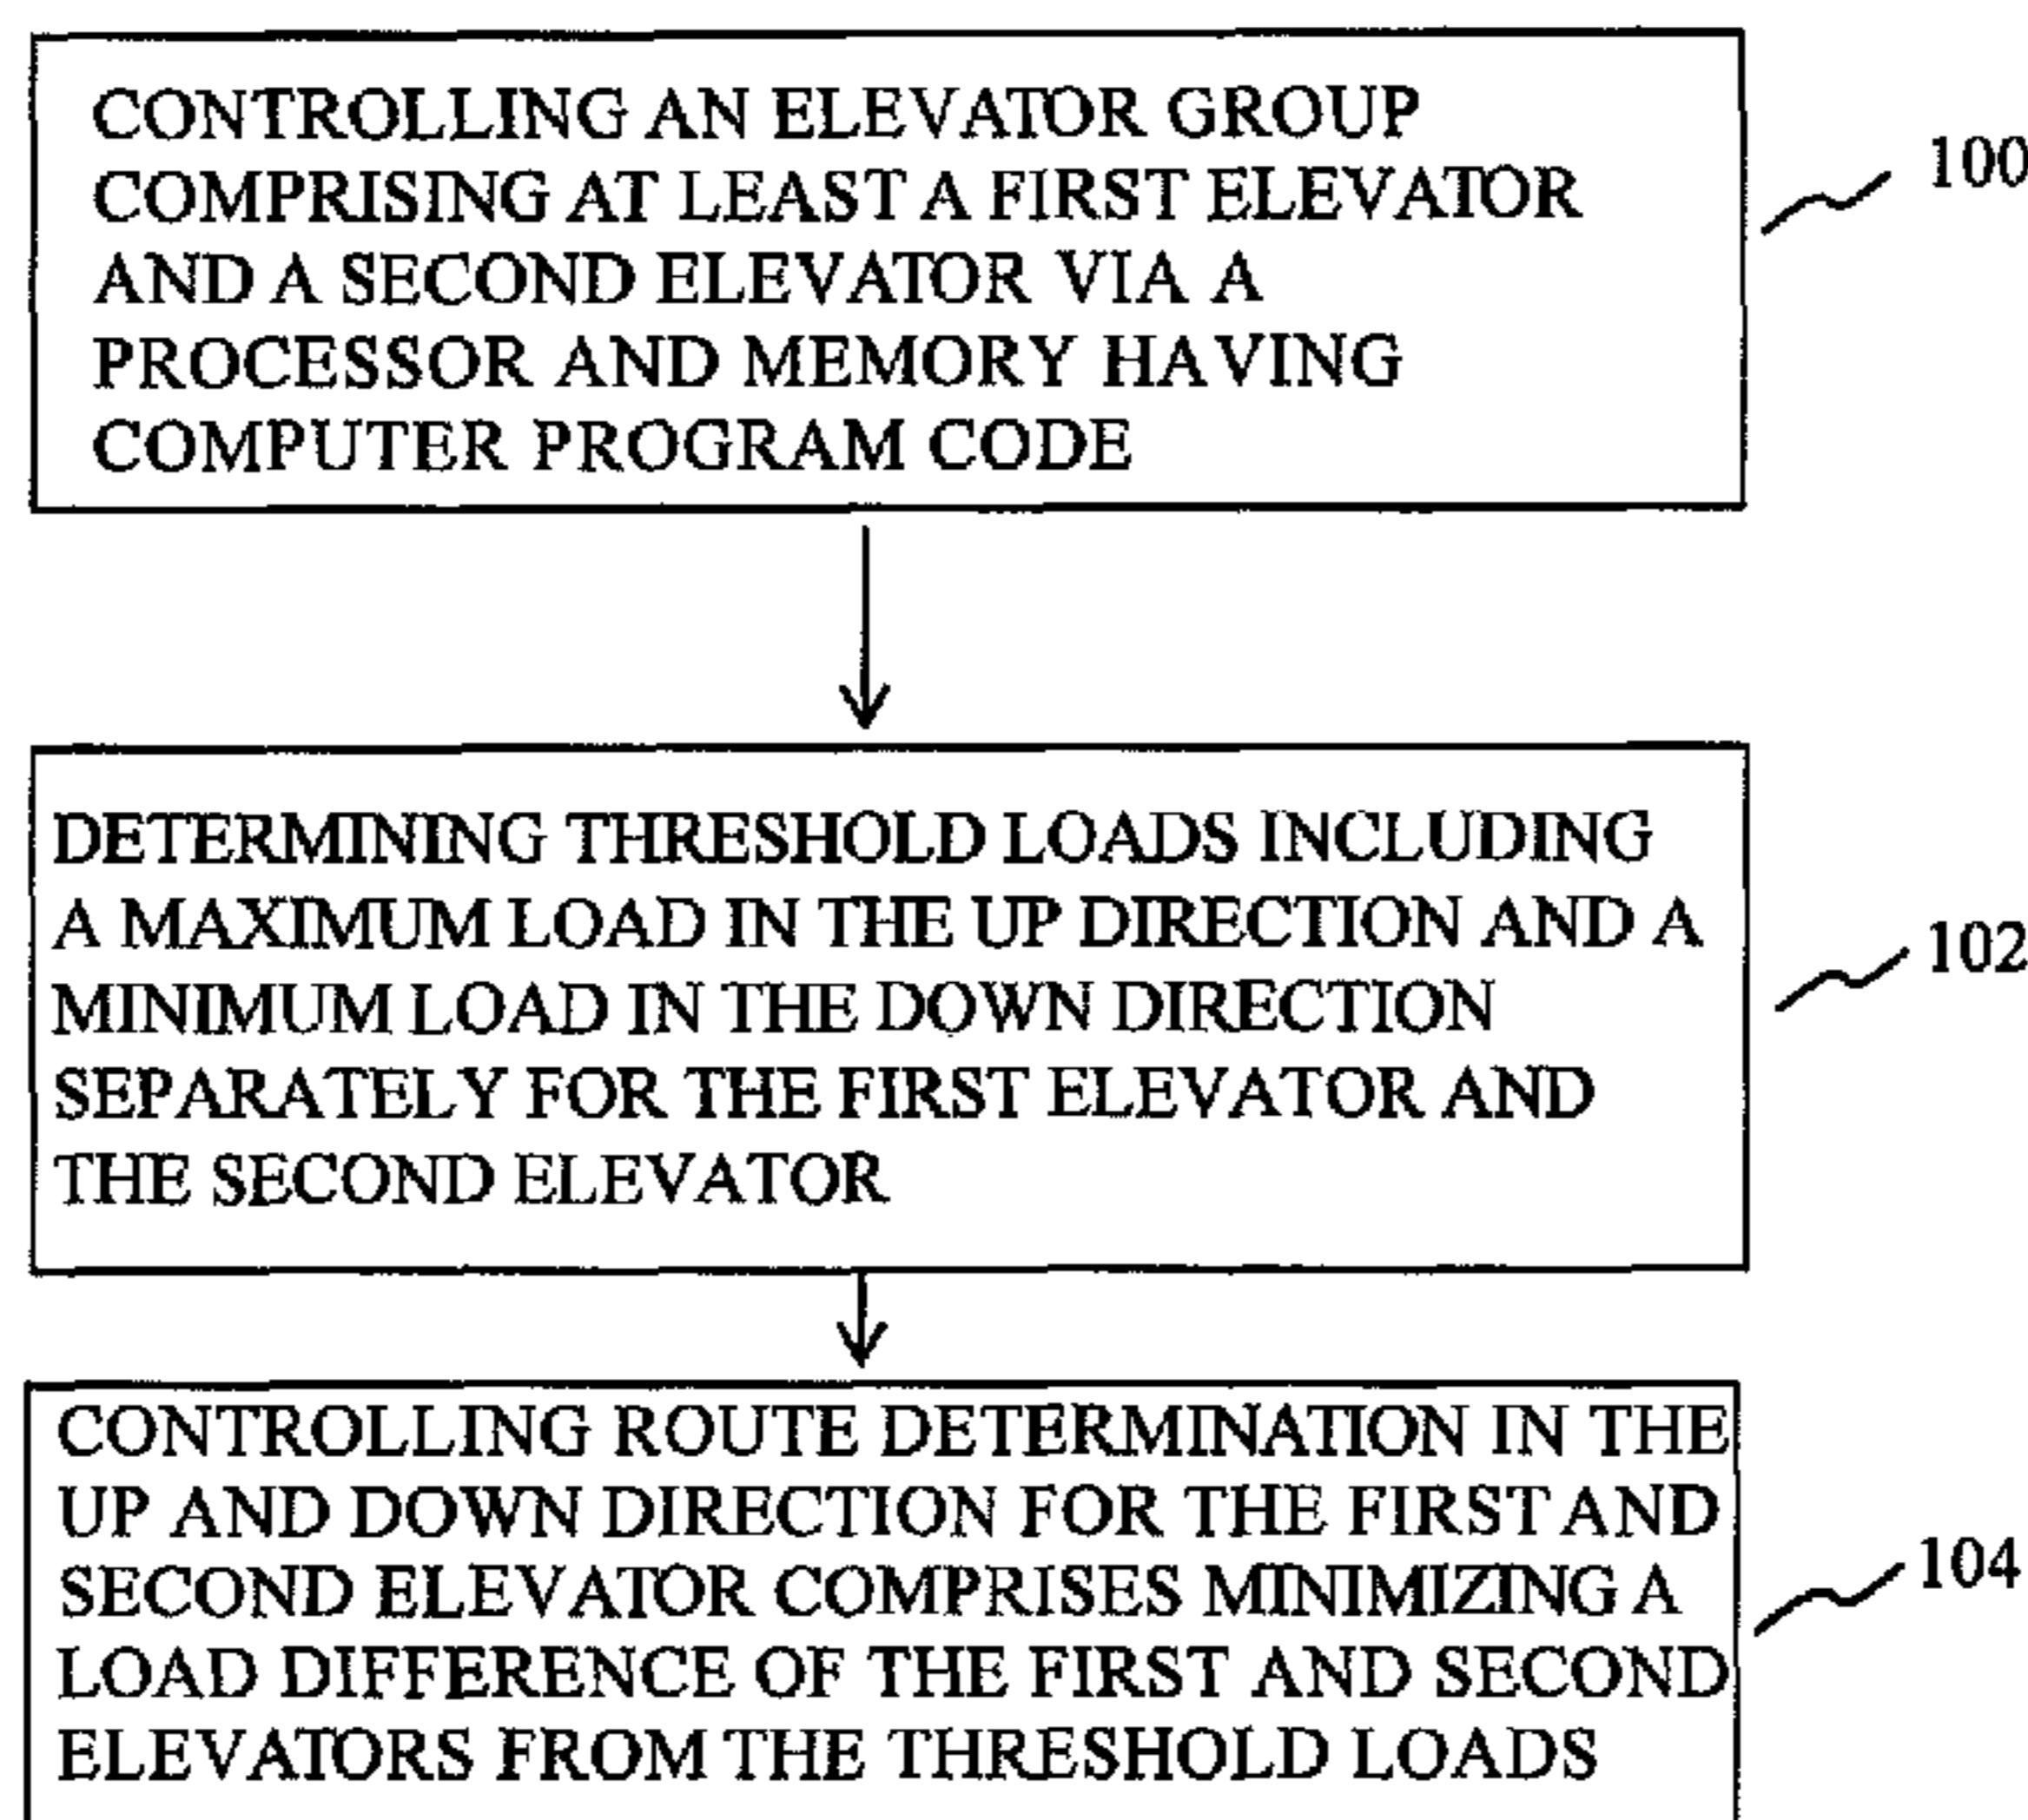 CONTROLLING AN ELEVATOR GROUP
COMPRISING AT LEAST A FIRST ELEVATOR
AND A SECOND ELEVATOR VIA A
PROCESSOR AND MEMORY HAVING
COMPUTER PROGRAM CODE
100
DETERMINING THRESHOLD LOADS INCLUDING
A MAXIMUM LOAD IN THE UP DIRECTION AND A
MINIMUM LOAD IN THE DOWN DIRECTION
SEPARATELY FOR THE FIRST ELEVATOR AND
THE SECOND ELEVATOR
102
CONTROLLING ROUTE DETERMINATION IN THE
UP AND DOWN DIRECTION FOR THE FIRST AND
SECOND ELEVATOR COMPRISES MINIMIZING A
LOAD DIFFERENCE OF THE FIRST AND SECOND
ELEVATORS FROM THE THRESHOLD LOADS
104